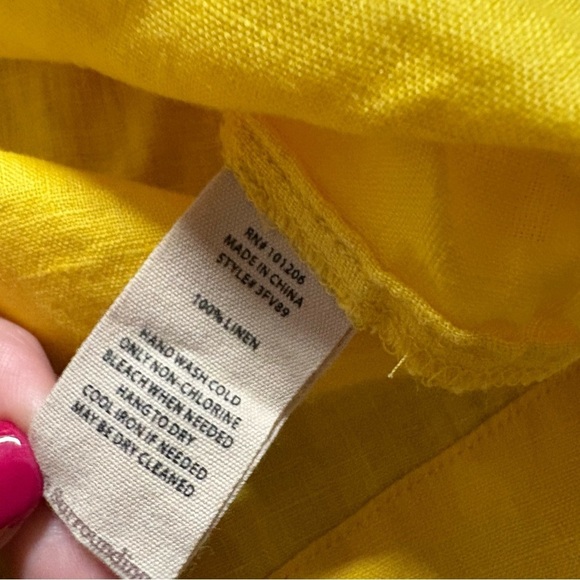 RN# 101206
MADE IN CHINA
STYLE# 3FV89
100% LINEN
HAND WASH COLD
ONLY NON-CHLORINE
BLEACH WHEN NEEDED
HANG TO DRY
COOL IRON IF NEEDED
MAY BE DRY CLEANED